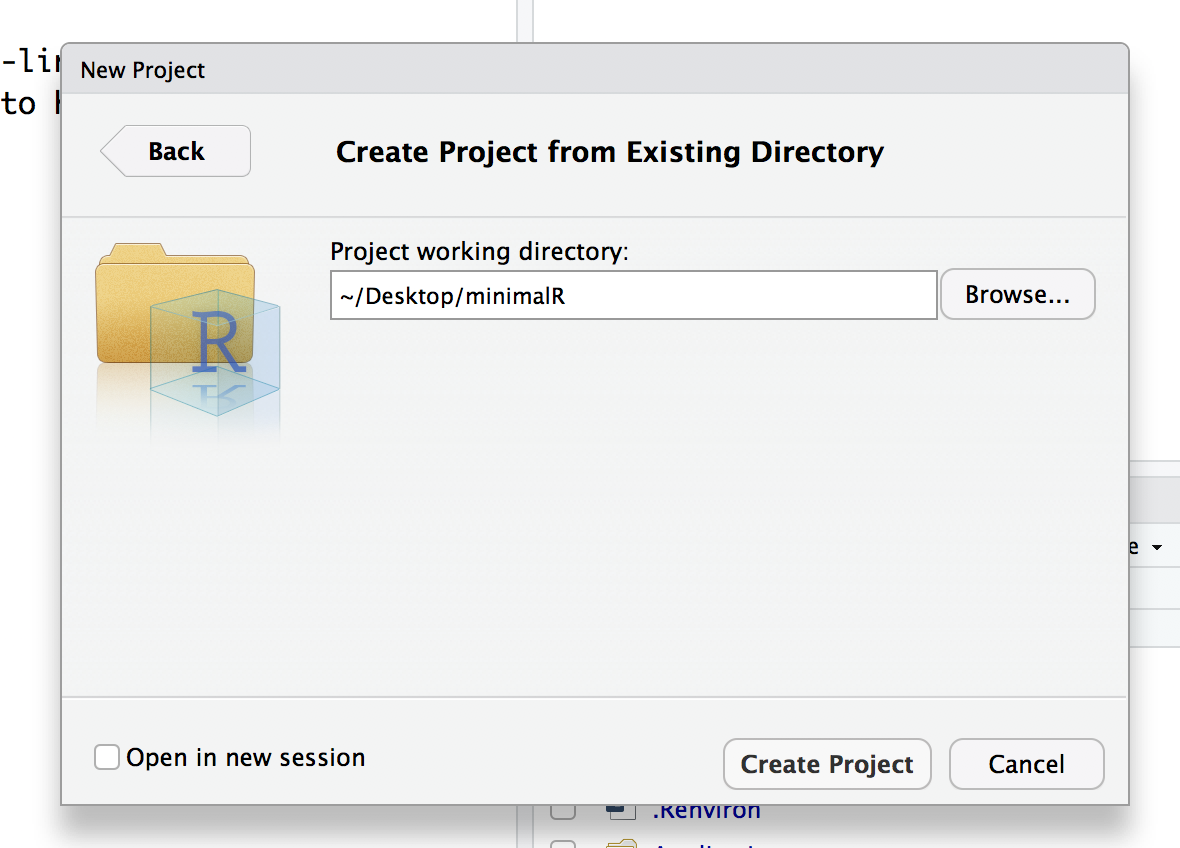 New Project
to
Back
Create Project from Existing Directory
Project working directory:
~/Desktop/minimalR
Browse...
R
e
Open in new session
Create Project
Cancel
.Renviron